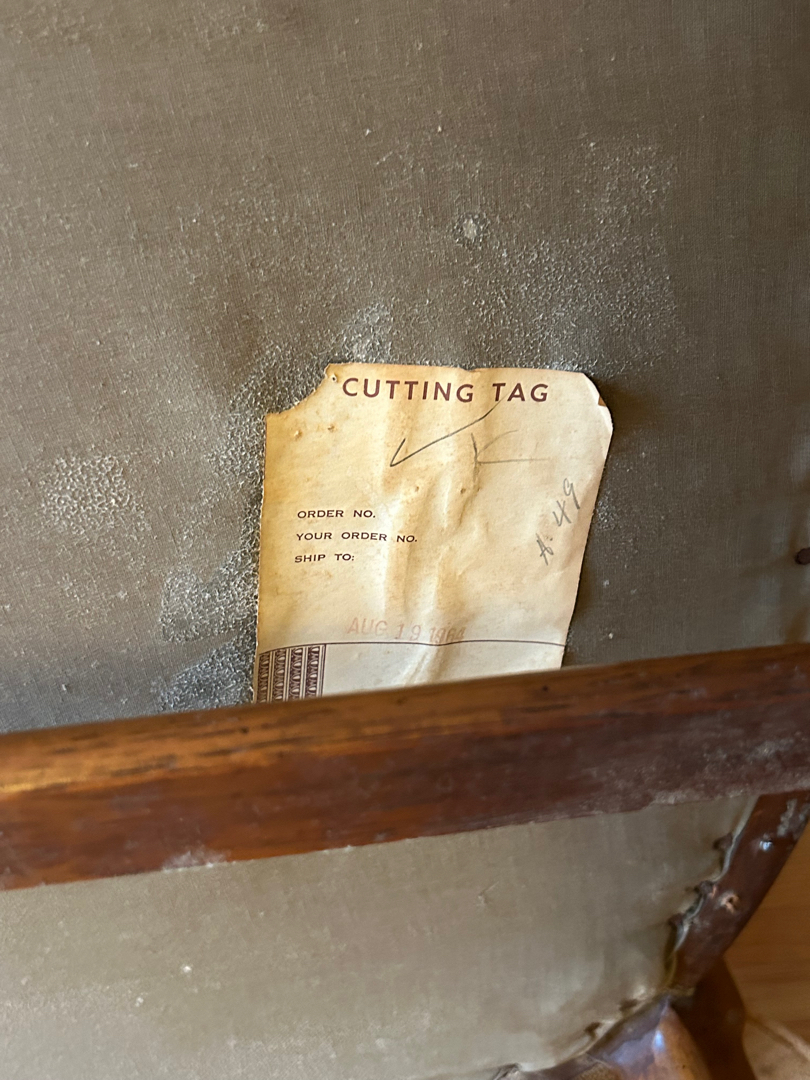 CUTTING TAG
K
A. 49
ORDER NO.
YOUR ORDER NO.
SHIP TO:
AUG 19